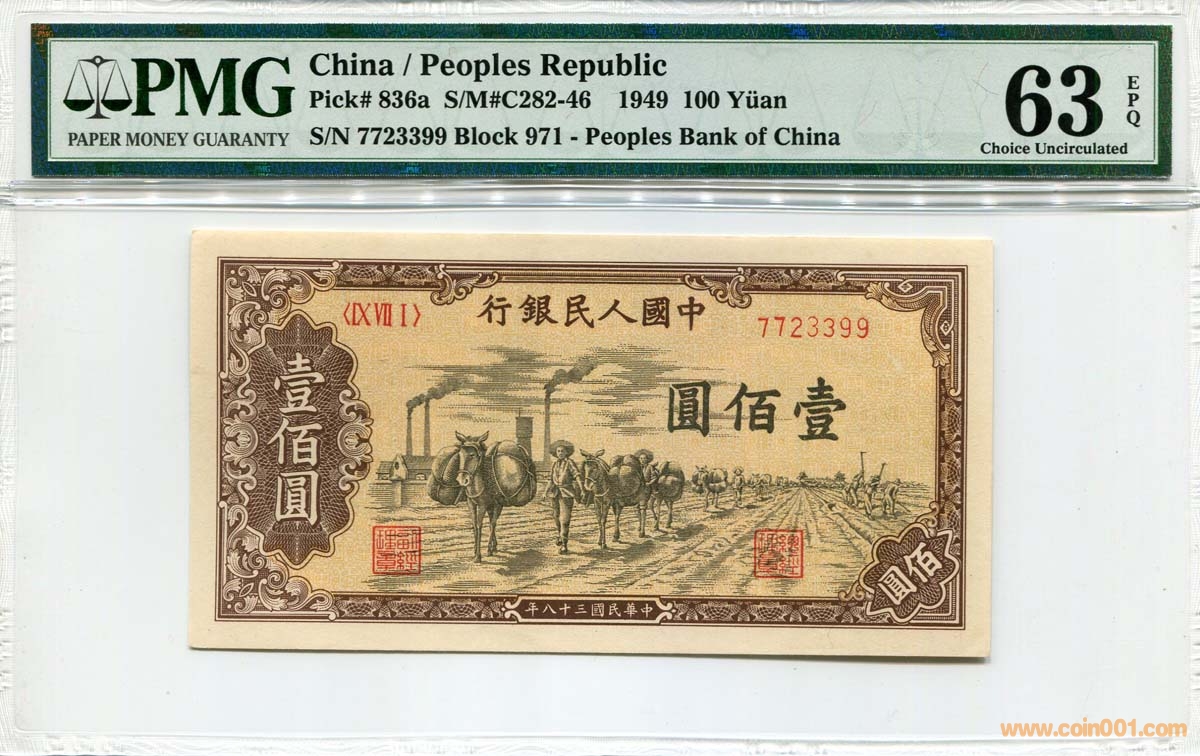 PMG
PAPER MONEY GUARANTY
China / Peoples Republic
Pick# 836a S/M#C282-46 1949 100 Yüan
S/N 7723399 Block 971 - Peoples Bank of China
63
EPQ
Choice Uncirculated
〈IX VII I〉
行銀民人國中
7723399
圓佰壹
壹佰圓
佰圓
年八十三國民華中
www.coin001.com